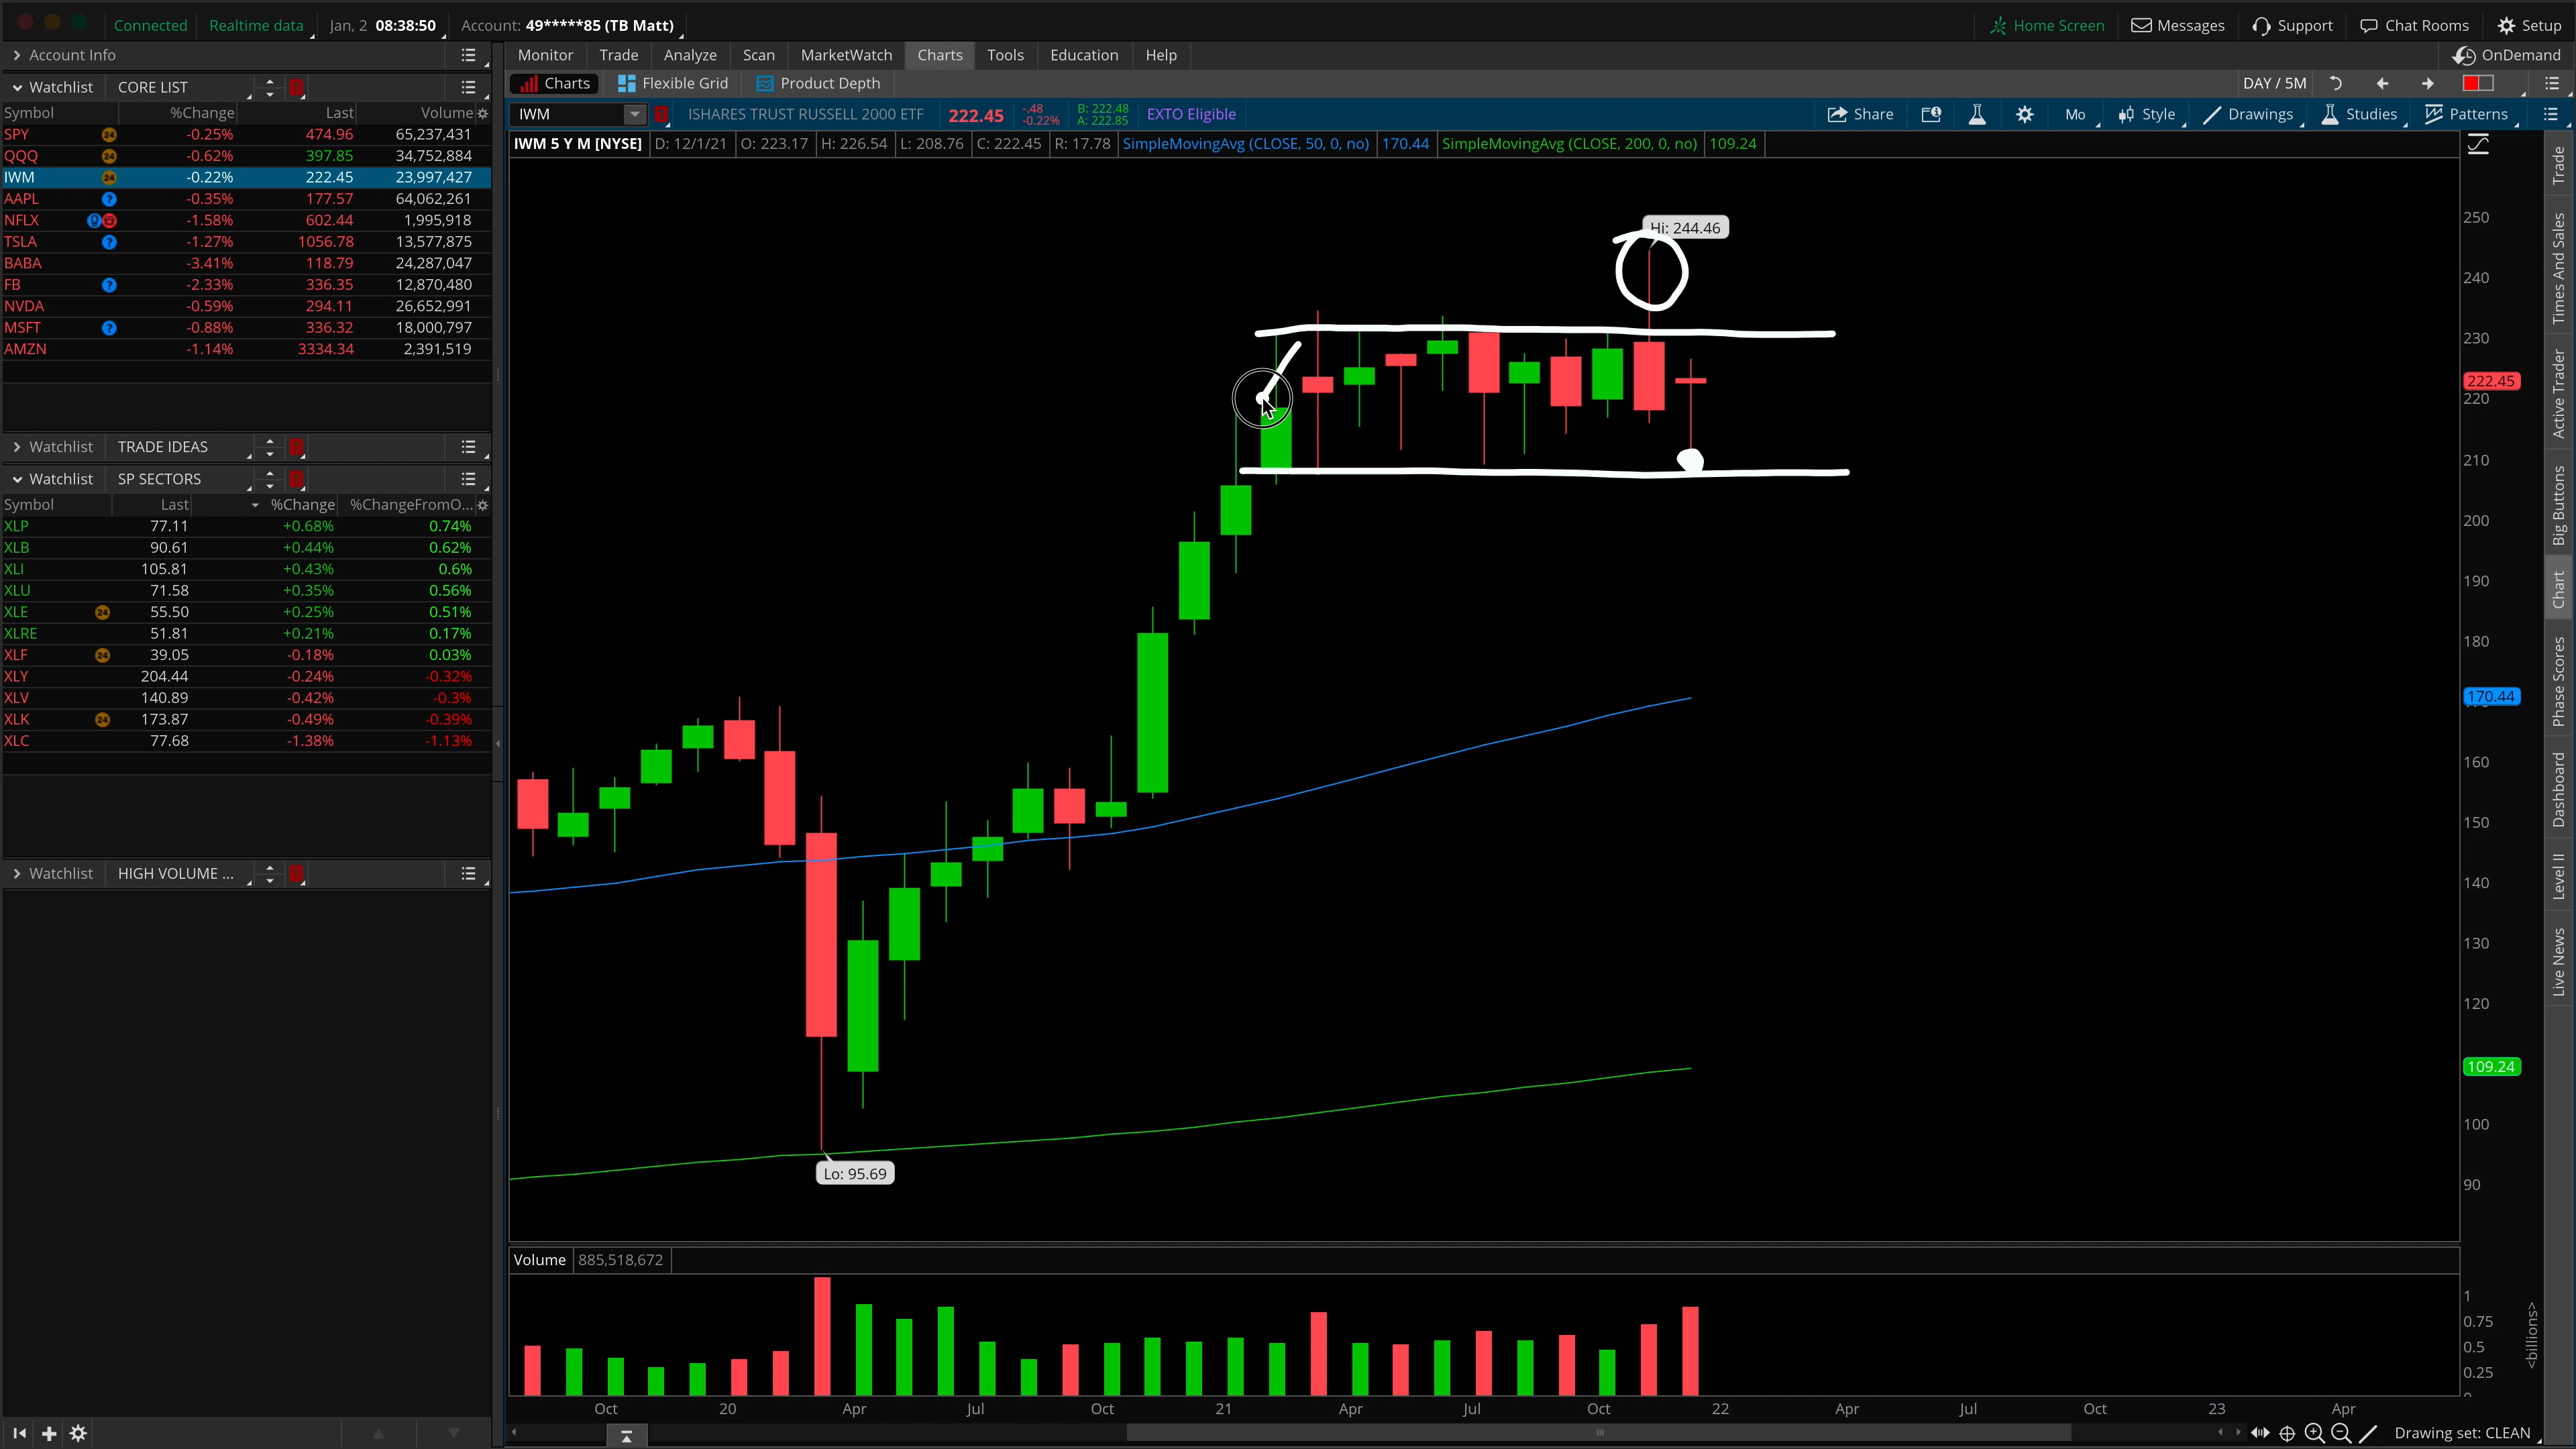 Connected Realtime data Jan, 2 08:38:50 Account: 49*****85 (TB Matt) Home Screen Messages Support Chat Rooms Setup
Account Info
Monitor Trade Analyze Scan MarketWatch Charts Tools Education Help OnDemand
Charts Flexible Grid Product Depth DAY / 5M
Watchlist CORE LIST
Symbol %Change Last Volume
SPY 24 -0.25% 474.96 65,237,431
QQQ 24 -0.62% 397.85 34,752,884
IWM 24 -0.22% 222.45 23,997,427
AAPL ? -0.35% 177.57 64,062,261
NFLX -1.58% 602.44 1,995,918
TSLA ? -1.27% 1056.78 13,577,875
BABA -3.41% 118.79 24,287,047
FB ? -2.33% 336.35 12,870,480
NVDA -0.59% 294.11 26,652,991
MSFT ? -0.88% 336.32 18,000,797
AMZN -1.14% 3334.34 2,391,519
Watchlist TRADE IDEAS
Watchlist SP SECTORS
Symbol Last %Change %ChangeFromO...
XLP 77.11 +0.68% 0.74%
XLB 90.61 +0.44% 0.62%
XLI 105.81 +0.43% 0.6%
XLU 71.58 +0.35% 0.56%
XLE 24 55.50 +0.25% 0.51%
XLRE 51.81 +0.21% 0.17%
XLF 24 39.05 -0.18% 0.03%
XLY 204.44 -0.24% -0.32%
XLV 140.89 -0.42% -0.3%
XLK 24 173.87 -0.49% -0.39%
XLC 77.68 -1.38% -1.13%
Watchlist HIGH VOLUME ...
IWM ISHARES TRUST RUSSELL 2000 ETF 222.45 -.48 -0.22% B: 222.48 A: 222.85 EXTO Eligible Share Mo Style Drawings Studies Patterns
IWM 5 Y M [NYSE] D: 12/1/21 O: 223.17 H: 226.54 L: 208.76 C: 222.45 R: 17.78 SimpleMovingAvg (CLOSE, 50, 0, no) 170.44 SimpleMovingAvg (CLOSE, 200, 0, no) 109.24
Hi: 244.46
Lo: 95.69
250
240
230
222.45
220
210
200
190
180
170.44
160
150
140
130
120
109.24
100
90
Volume 885,518,672
1
0.75
0.5
0.25
<billions>
Oct 20 Apr Jul Oct 21 Apr Jul Oct 22 Apr Jul Oct 23 Apr
Drawing set: CLEAN
Trade
Times And Sales
Active Trader
Big Buttons
Chart
Phase Scores
Dashboard
Level II
Live News